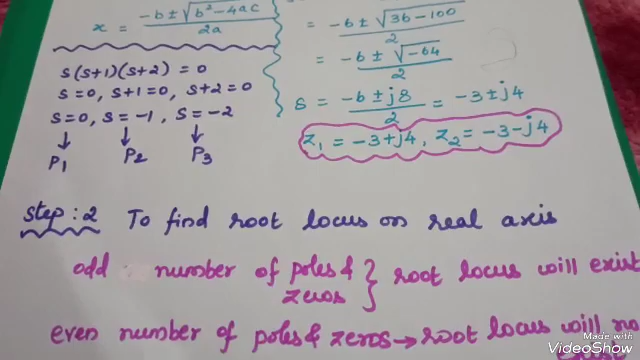 x = -b ± √(b² - 4ac) / 2a
s(s+1)(s+2) = 0
s=0, s+1=0, s+2=0
s=0, s=-1, s=-2
↓ ↓ ↓
P₁ P₂ P₃
= -6 ± √(36-100) / 2
= -6 ± √-64 / 2
s = -6 ± j8 / 2 = -3 ± j4
z₁ = -3+j4, z₂ = -3-j4
Step:2 To find root locus on real axis
odd number of poles & zeros } root locus will exist
even number of poles & zeros → root locus will no
Made with
VideoShow